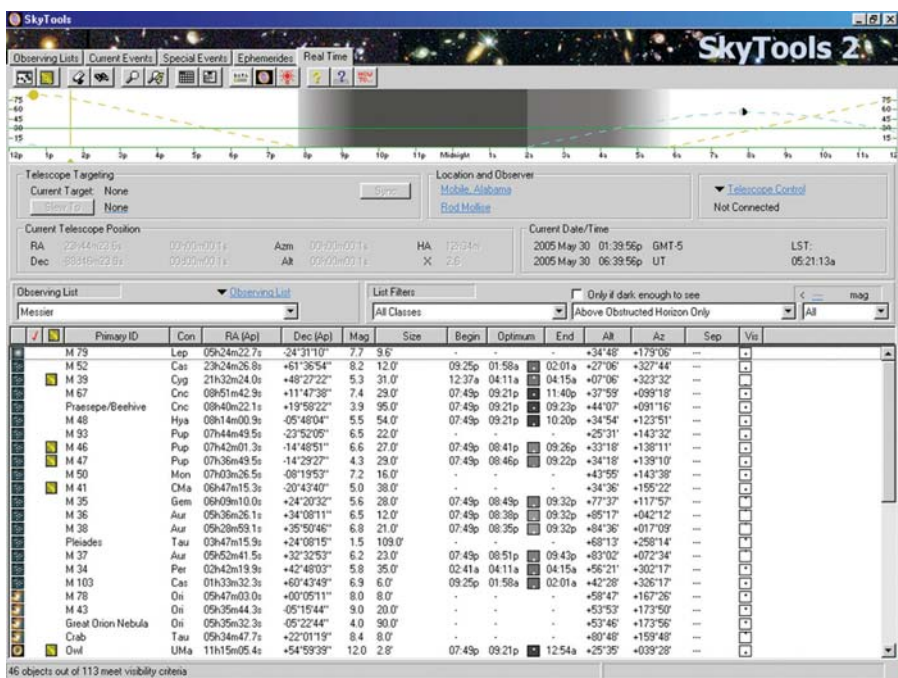 SkyTools
SkyTools 2
Observing Lists Current Events Special Events Ephemerides Real Time
75 75
60 60
45 45
30 30
15 15
12p 1p 2p 3p 4p 5p 6p 7p 8p 9p 10p 11p Midnight 1a 2a 3a 4a 5a 6a 7a 8a 9a 10a 11a 12
Telescope Targeting Location and Observer
Current Target: None Sync Mobile, Alabama Telescope Control
Slew To None Rod Mollise Not Connected
Current Telescope Position Current Date/Time
RA Azm HA 2005 May 30 01:39:56p GMT-5 LST:
Dec Alt X 2.6 2005 May 30 06:39:56p UT 05:21:13a
Observing List Observing List List Filters Only if dark enough to see < mag
Messier All Classes Above Obstructed Horizon Only All
Primary ID Con RA (Ap) Dec (Ap) Mag Size Begin Optimum End Alt Az Sep Vis
M 79 Lep 05h24m22.7s -24°31'10" 7.7 9.6' - - - +34°48' +179°06' ---
M 52 Cas 23h24m26.8s +61°36'54" 8.2 12.0' 09:25p 01:58a 02:01a +27°06' +327°44' ---
M 39 Cyg 21h32m24.0s +48°27'22" 5.3 31.0' 12:37a 04:11a 04:15a +07°06' +323°32' ---
M 67 Cnc 08h51m42.9s +11°47'38" 7.4 29.0' 07:49p 09:21p 11:40p +37°59' +099°18' ---
Praesepe/Beehive Cnc 08h40m22.1s +19°58'22" 3.9 95.0' 07:49p 09:21p 09:23p +44°07' +091°16' ---
M 48 Hya 08h14m00.9s -05°48'04" 5.5 54.0' 07:49p 09:21p 10:20p +34°54' +123°51' ---
M 93 Pup 07h44m49.5s -23°52'05" 6.5 22.0' - - - +25°31' +143°32' ---
M 46 Pup 07h42m01.3s -14°48'51" 6.6 27.0' 07:49p 08:41p 09:26p +33°18' +138°11' ---
M 47 Pup 07h36m49.5s -14°29'27" 4.3 29.0' 07:49p 08:46p 09:22p +34°18' +139°10' ---
M 50 Mon 07h03m26.5s -08°19'53" 7.2 16.0' - - - +43°55' +143°38' ---
M 41 CMa 06h47m15.3s -20°43'40" 5.0 38.0' - - - +34°36' +155°22' ---
M 35 Gem 06h09m10.0s +24°20'32" 5.6 28.0' 07:49p 08:49p 09:32p +77°37' +117°57' ---
M 36 Aur 05h36m26.1s +34°08'11" 6.5 12.0' 07:49p 08:38p 09:32p +85°17' +042°12' ---
M 38 Aur 05h28m59.1s +35°50'46" 6.8 21.0' 07:49p 08:35p 09:32p +84°36' +017°09' ---
Pleiades Tau 03h47m15.9s +24°08'15" 1.5 109.0' - - - +68°13' +258°14' ---
M 37 Aur 05h52m41.5s +32°32'53" 6.2 23.0' 07:49p 08:51p 09:43p +83°02' +072°34' ---
M 34 Per 02h42m19.9s +42°48'03" 5.8 35.0' 02:41a 04:11a 04:15a +56°21' +302°17' ---
M 103 Cas 01h33m32.3s +60°43'49" 6.9 6.0' 09:25p 01:58a 02:01a +42°28' +326°17' ---
M 78 Ori 05h47m03.0s +00°05'11" 8.0 8.0' - - - +58°47' +167°26' ---
M 43 Ori 05h35m44.3s -05°15'44" 9.0 20.0' - - - +53°53' +173°50' ---
Great Orion Nebula Ori 05h35m32.3s -05°22'44" 4.0 90.0' - - - +53°46' +173°56' ---
Crab Tau 05h34m47.7s +22°01'19" 8.4 8.0' - - - +80°48' +159°48' ---
Owl UMa 11h15m05.4s +54°59'39" 12.0 2.8' 07:49p 09:21p 12:54a +25°35' +039°28' ---
46 objects out of 113 meet visibility criteria